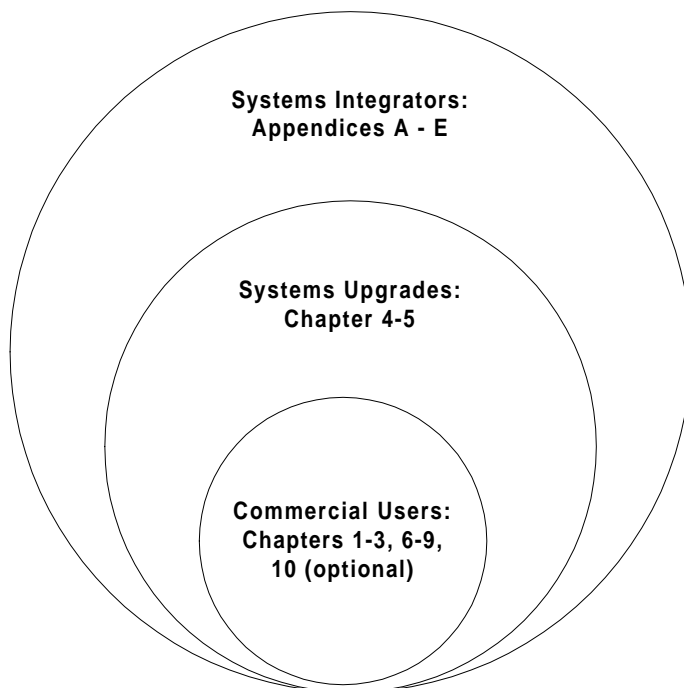 Systems Integrators:
Appendices A - E
Systems Upgrades:
Chapter 4-5
Commercial Users:
Chapters 1-3, 6-9,
10 (optional)